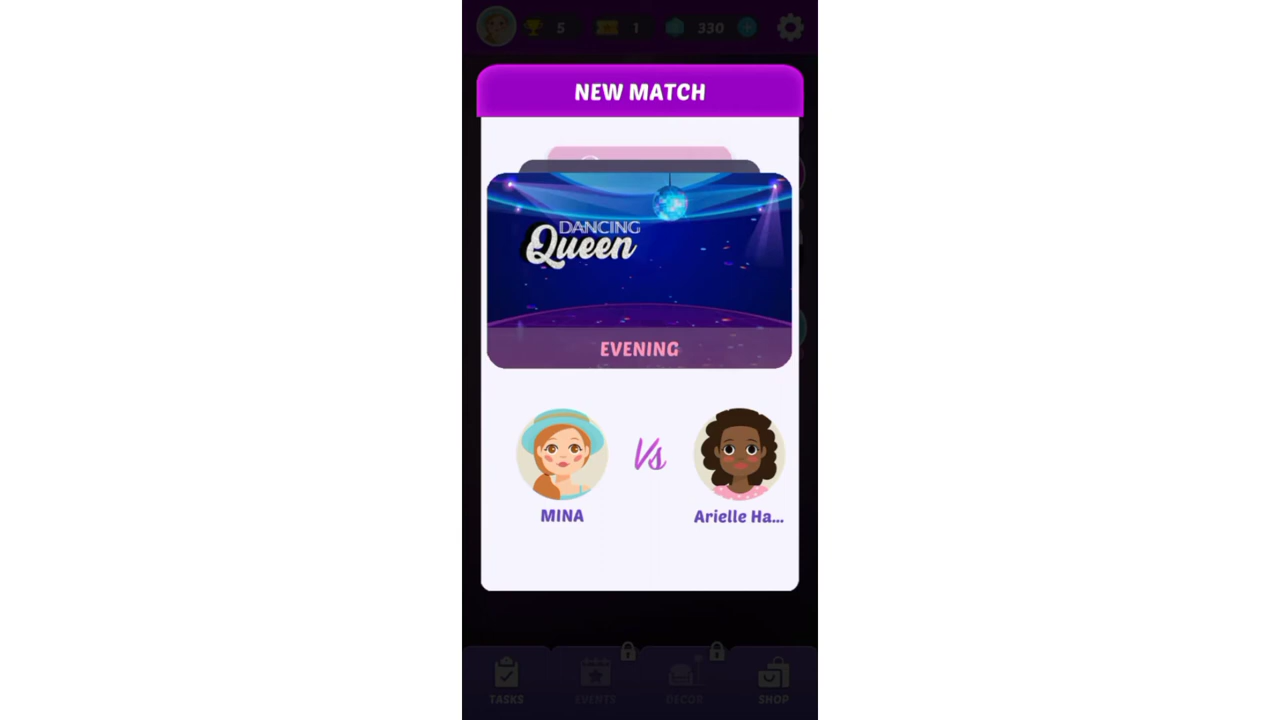 5
1
330
NEW MATCH
DANCING
Queen
EVENING
Vs
MINA
Arielle Ha...
TASKS
EVENTS
DECOR
SHOP